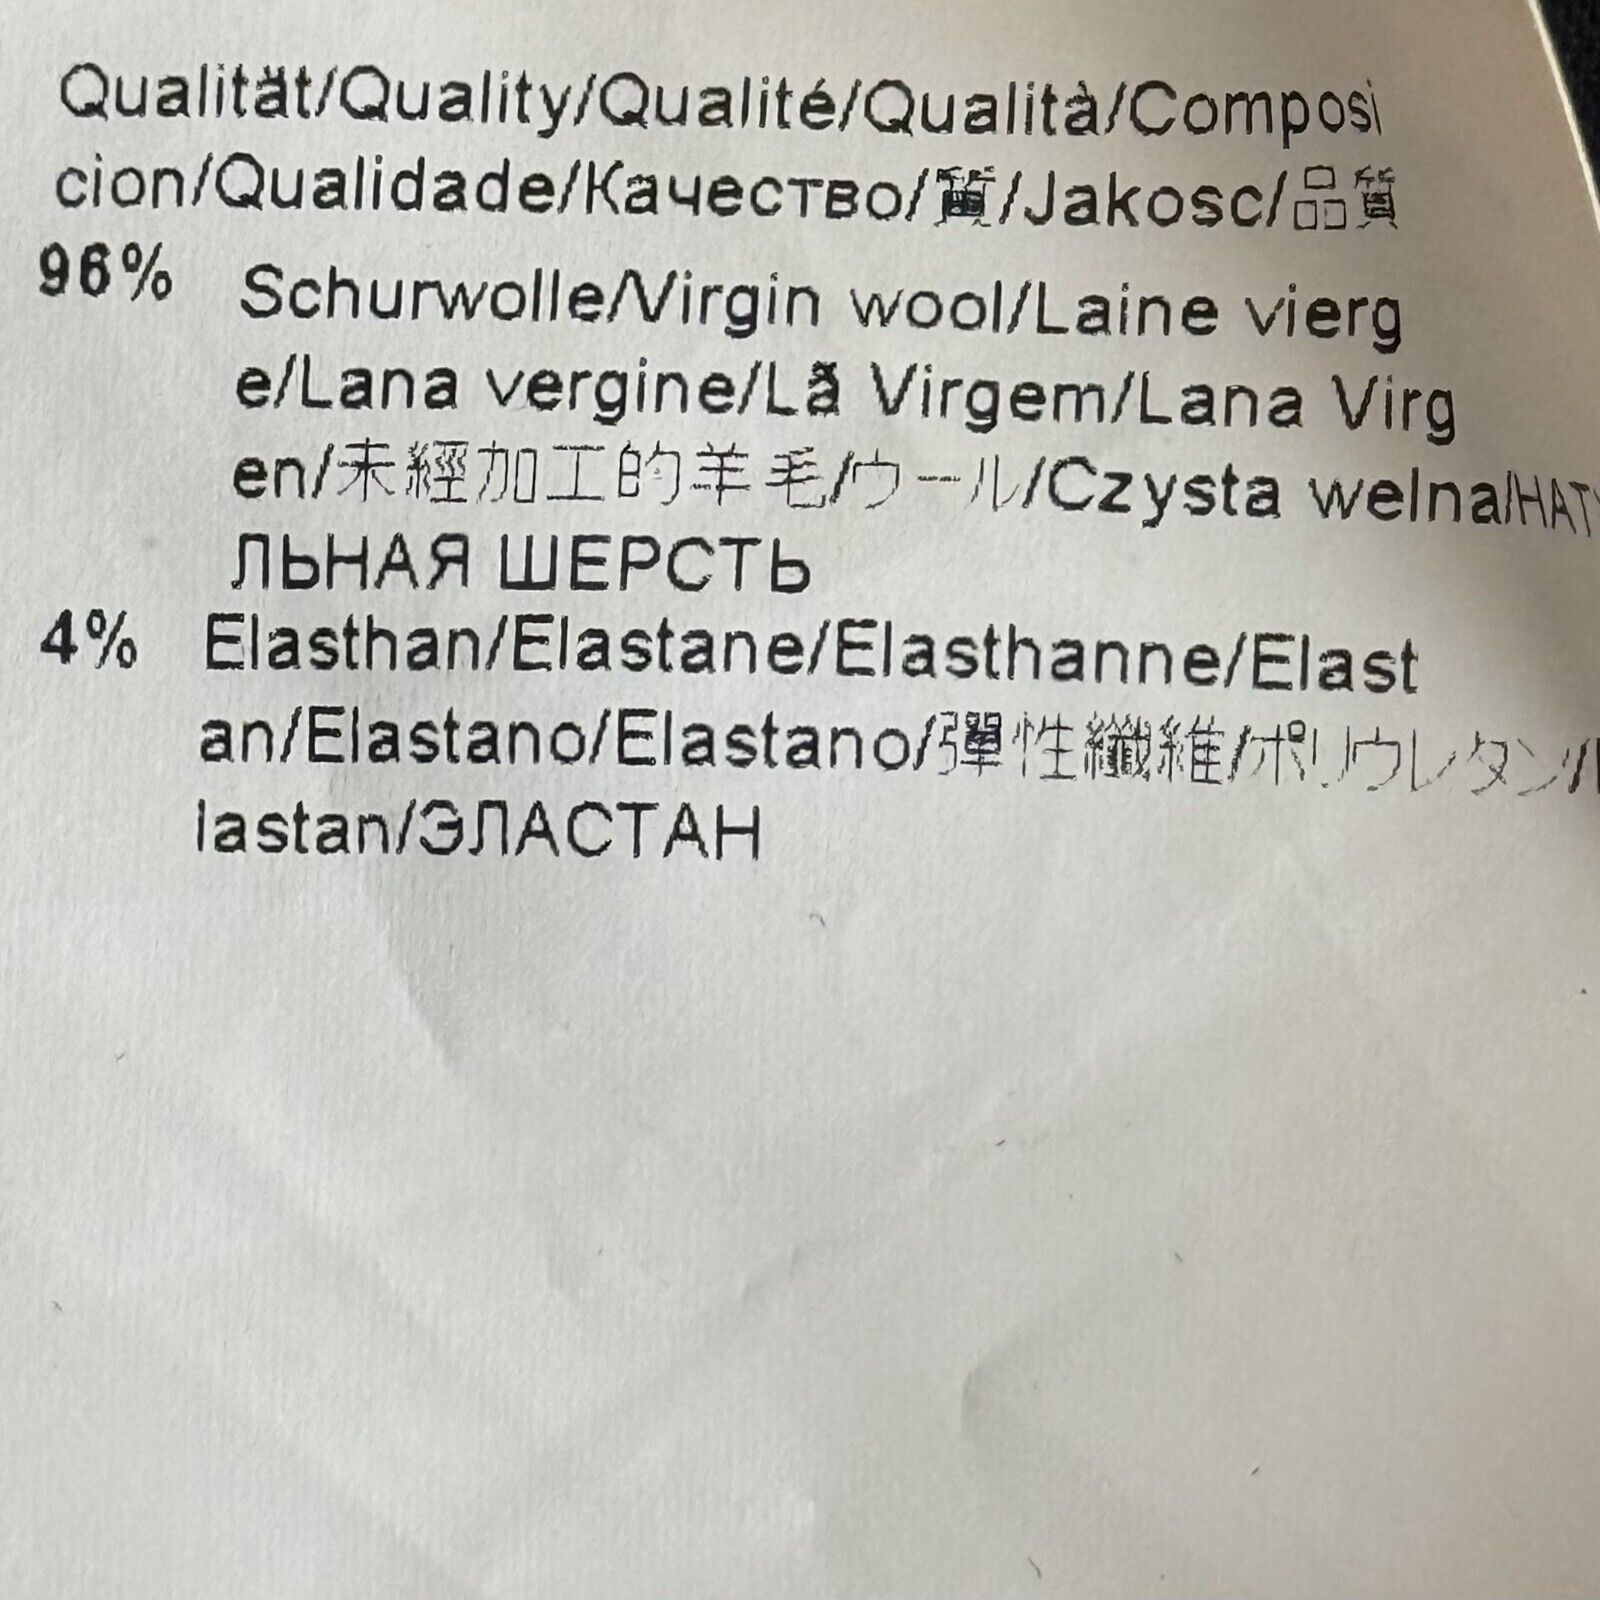 Qualität/Quality/Qualité/Qualità/Composi
cion/Qualidade/Качество/質/Jakosc/品質
96% Schurwolle/Virgin wool/Laine vierg
e/Lana vergine/Lã Virgem/Lana Virg
en/未經加工的羊毛/ウール/Czysta welna/НАТУ
ЛЬНАЯ ШЕРСТЬ
4% Elasthan/Elastane/Elasthanne/Elast
an/Elastano/Elastano/彈性纖維/ポリウレタン/
lastan/ЭЛАСТАН